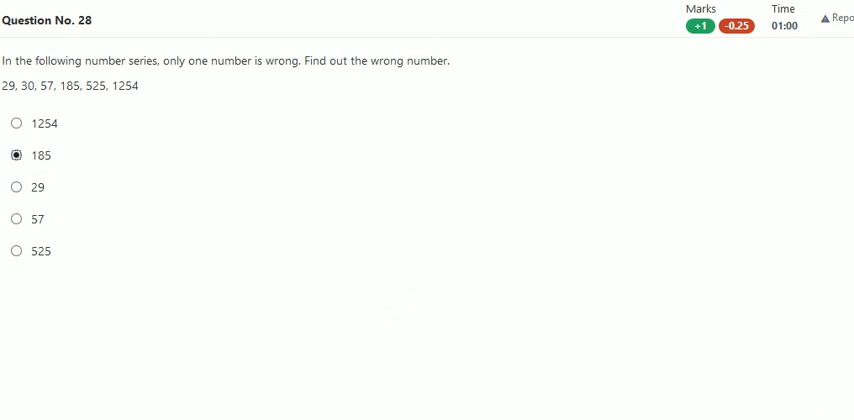 Question No. 28
Marks
Time
+1
-0.25
01:00
In the following number series, only one number is wrong. Find out the wrong number.
29, 30, 57, 185, 525, 1254
1254
185
29
57
525